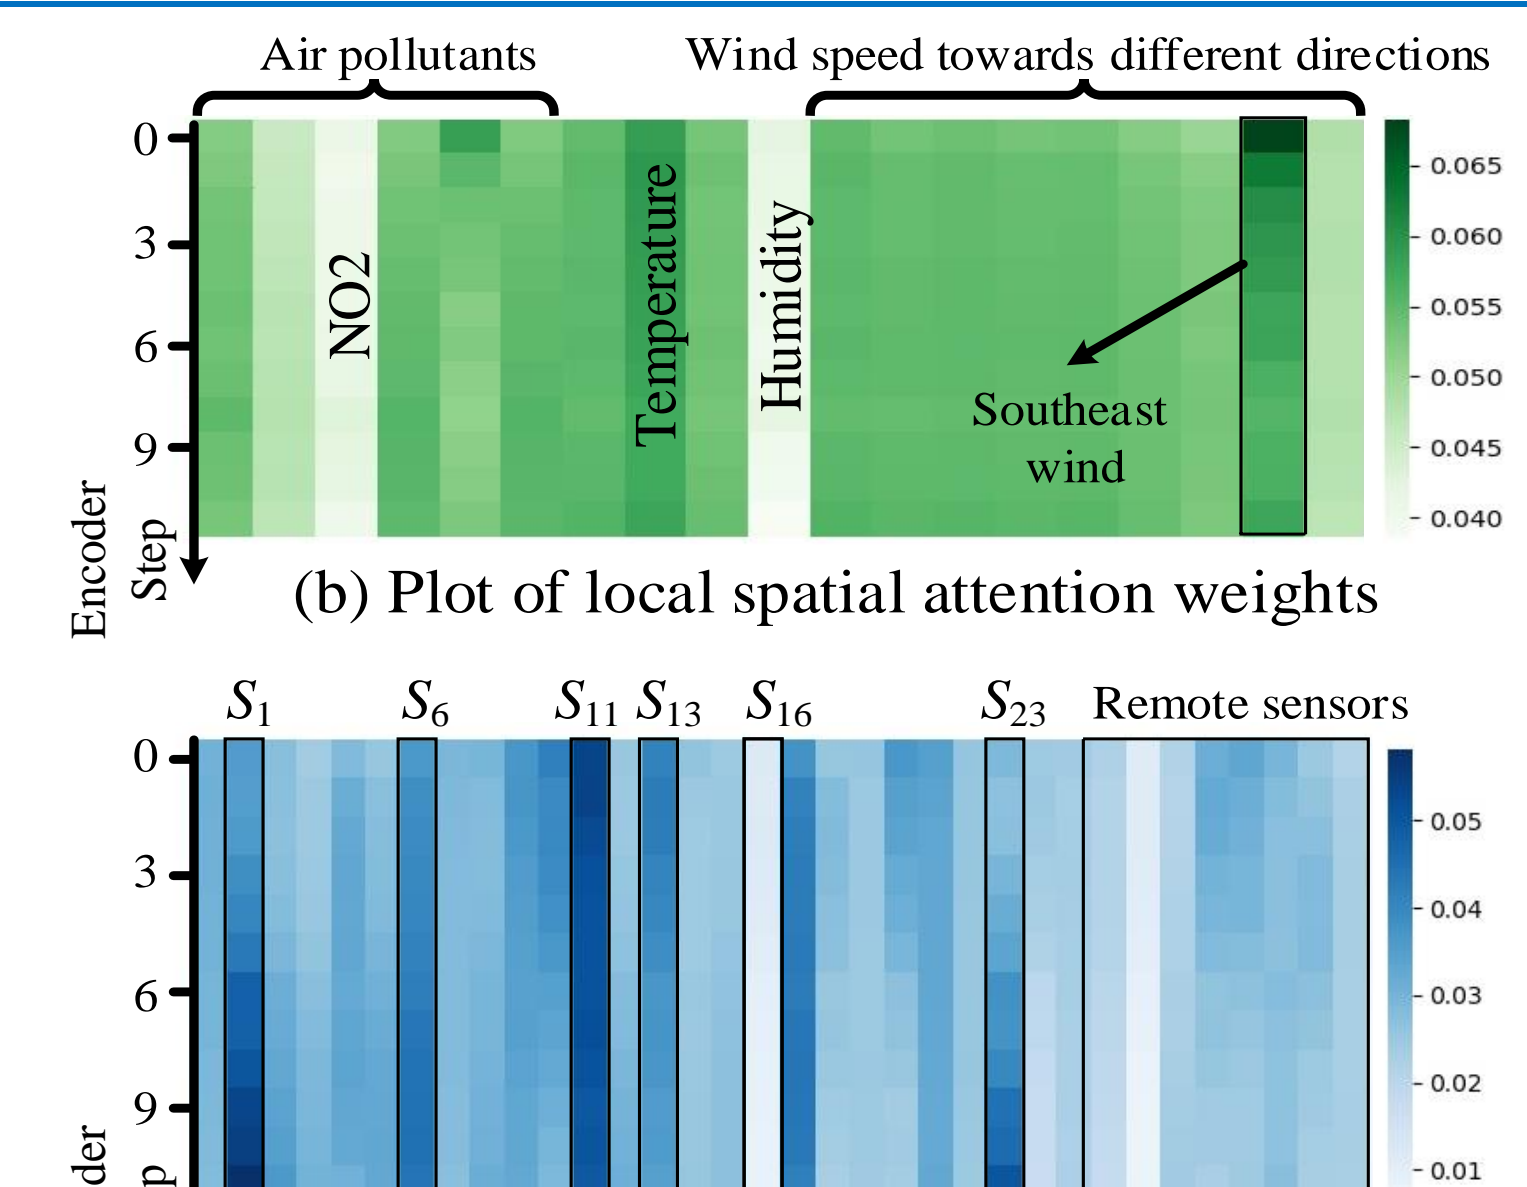 Air pollutants
Wind speed towards different directions
0
3
6
9
Encoder
Step
NO2
Temperature
Humidity
Southeast
wind
0.065
0.060
0.055
0.050
0.045
0.040
(b) Plot of local spatial attention weights
S1
S6
S11
S13
S16
S23
Remote sensors
0
3
6
9
der
p
0.05
0.04
0.03
0.02
0.01